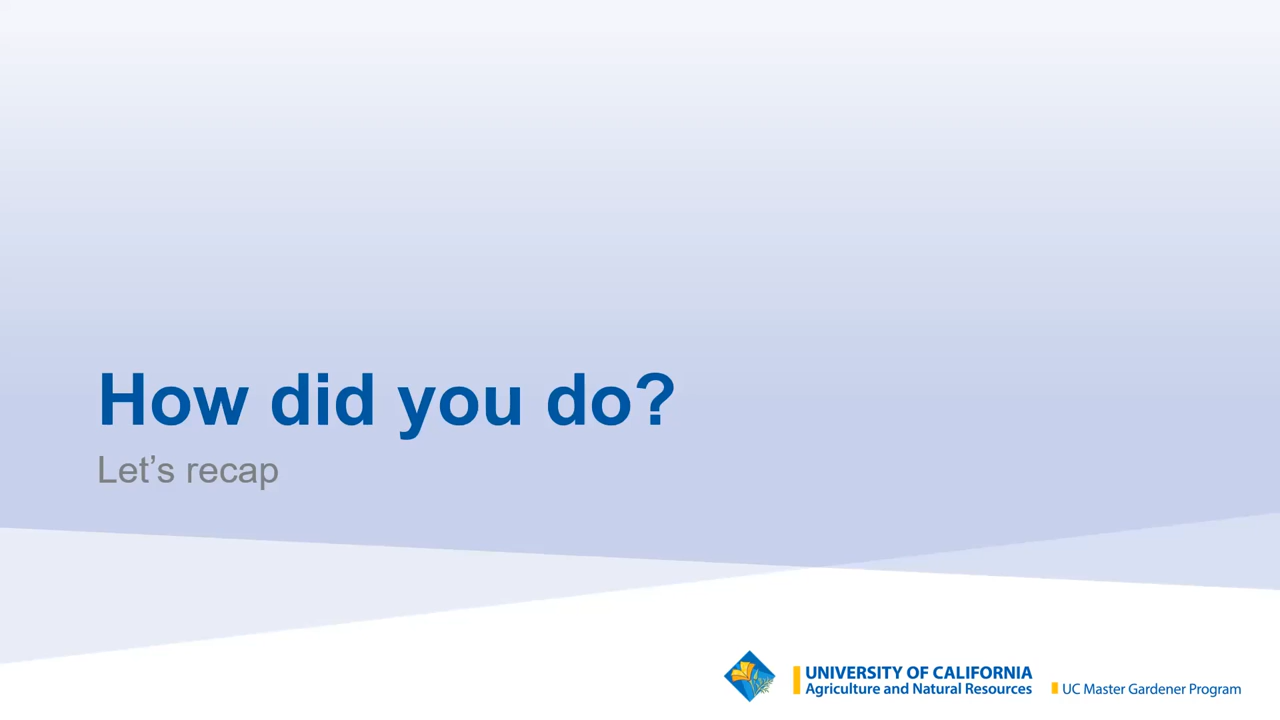 How did you do?
Let’s recap
UNIVERSITY OF CALIFORNIA
Agriculture and Natural Resources
UC Master Gardener Program